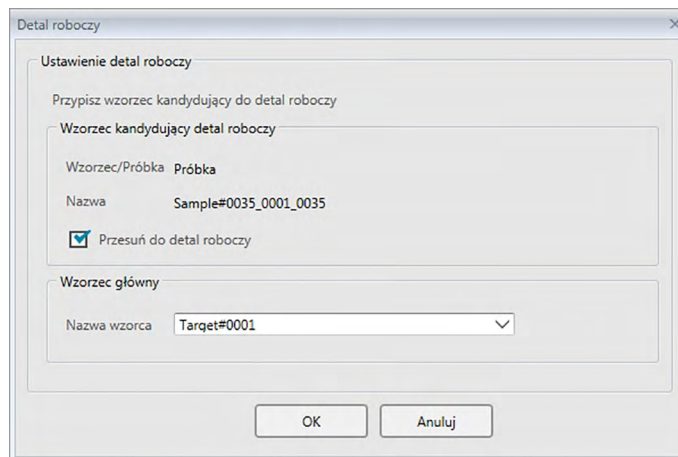 Detal roboczy
Ustawienie detal roboczy
Przypisz wzorzec kandydujący do detal roboczy
Wzorzec kandydujący detal roboczy
Wzorzec/Próbka Próbka
Nazwa Sample#0035_0001_0035
Przesuń do detal roboczy
Wzorzec główny
Nazwa wzorca Target#0001
OK Anuluj